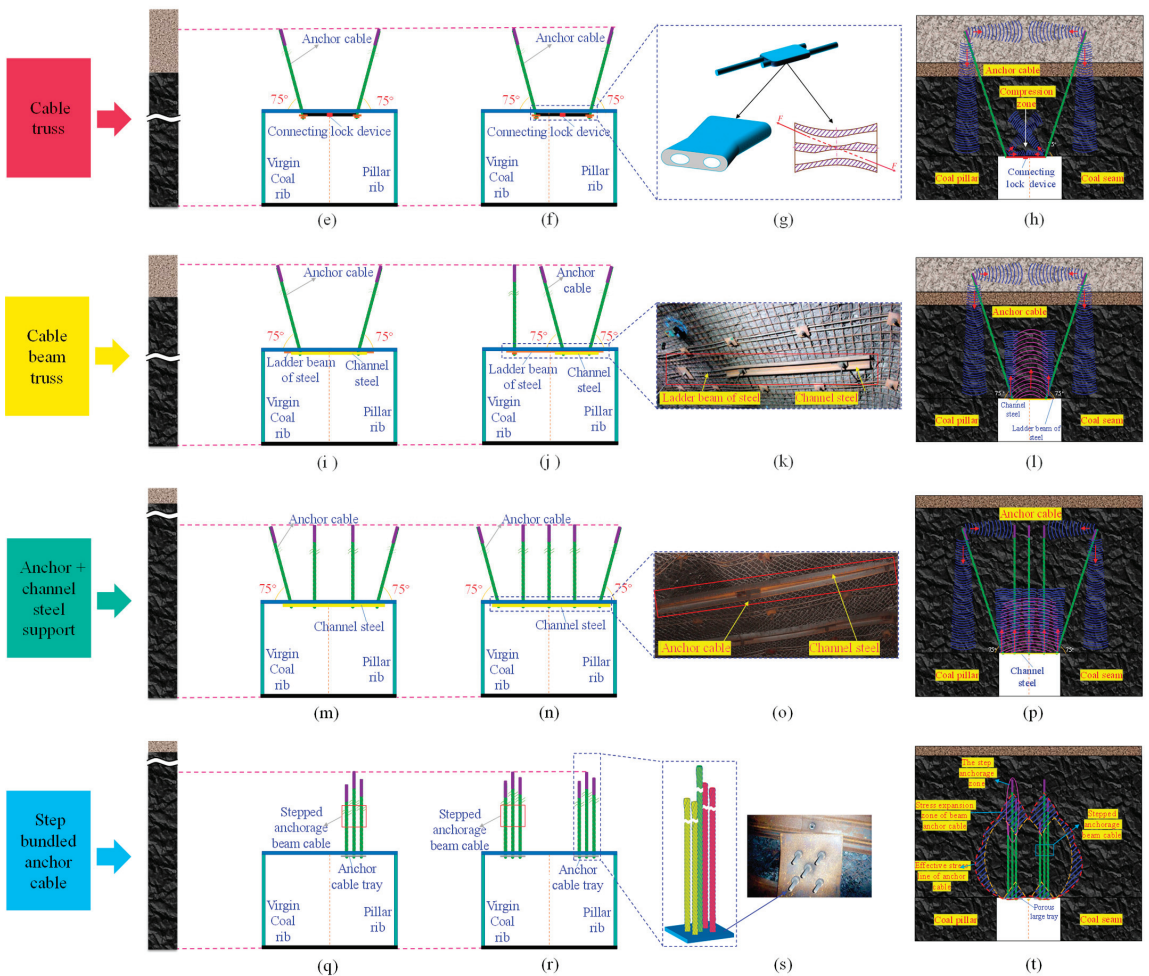 Cable
truss
Anchor cable
75°
75°
Connecting lock device
Virgin
Coal
rib
Pillar
rib
(e)
Anchor cable
75°
75°
Connecting lock device
Virgin
Coal
rib
Pillar
rib
(f)
F
F
(g)
Anchor cable
Compression
zone
Coal pillar
Connecting
lock device
Coal seam
(h)
Cable
beam
truss
Anchor cable
75°
75°
Ladder beam
of steel
Channel
steel
Virgin
Coal
rib
Pillar
rib
(i)
Anchor
cable
75°
75°
Ladder beam
of steel
Channel
steel
Virgin
Coal
rib
Pillar
rib
(j)
Ladder beam of steel
Channel steel
(k)
Anchor cable
75°
75°
Channel
steel
Coal pillar
Ladder beam of
steel
Coal seam
(l)
Anchor +
channel
steel
support
Anchor cable
75°
75°
Channel steel
Virgin
Coal
rib
Pillar
rib
(m)
Anchor cable
75°
75°
Channel steel
Virgin
Coal
rib
Pillar
rib
(n)
Anchor cable
Channel steel
(o)
Anchor cable
75°
75°
Coal pillar
Channel
steel
Coal seam
(p)
Step
bundled
anchor
cable
Stepped
anchorage
beam cable
Anchor
cable tray
Virgin
Coal
rib
Pillar
rib
(q)
Stepped
anchorage
beam cable
Anchor
cable tray
Virgin
Coal
rib
Pillar
rib
(r)
(s)
The step
anchorage
zone
Stress expansion
zone of beam
anchor cable
Stepped
anchorage
beam cable
Effective stress
line of anchor
cable
Porous
large tray
Coal pillar
Coal seam
(t)